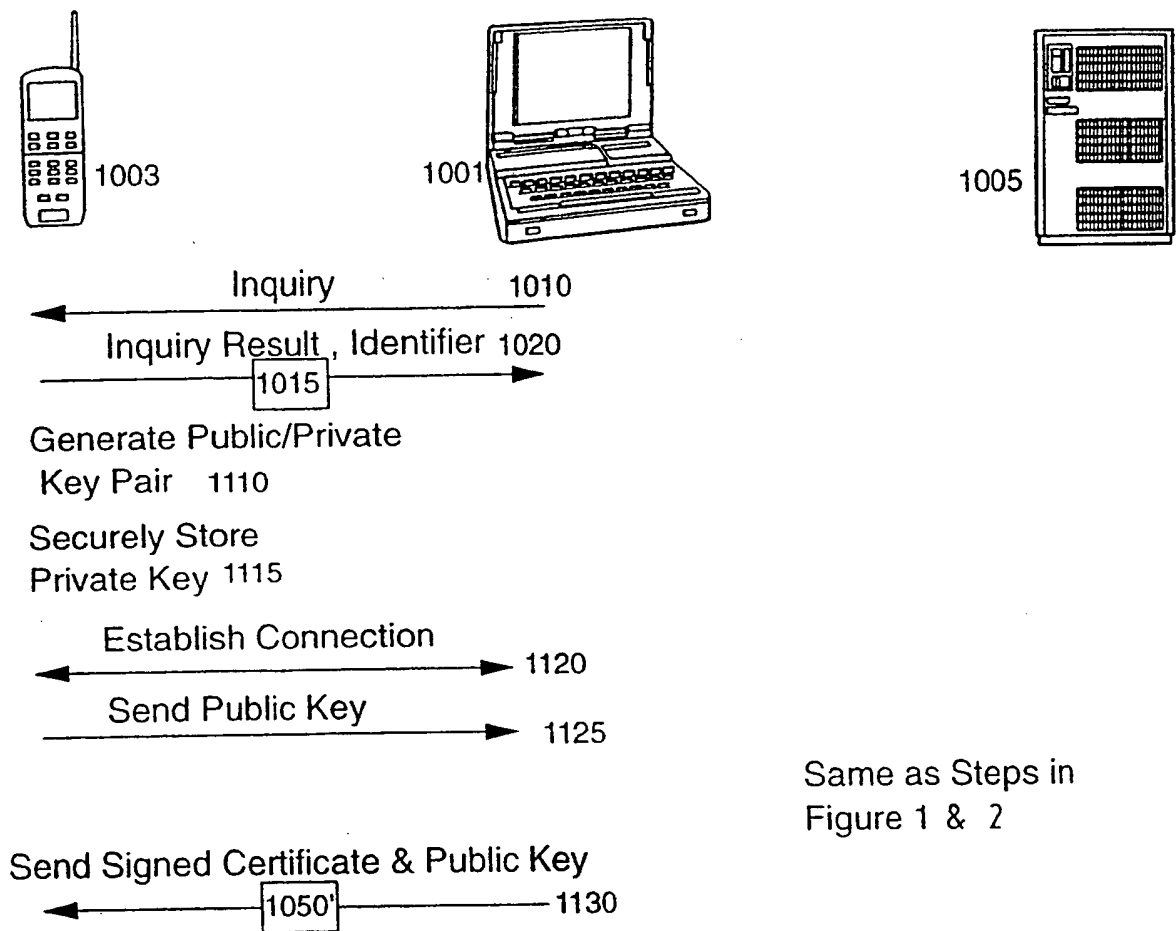 1003
1001
1005
Inquiry 1010
Inquiry Result , Identifier 1020
1015
Generate Public/Private
Key Pair 1110
Securely Store
Private Key 1115
Establish Connection 1120
Send Public Key 1125
Same as Steps in
Figure 1 & 2
Send Signed Certificate & Public Key
1050' 1130